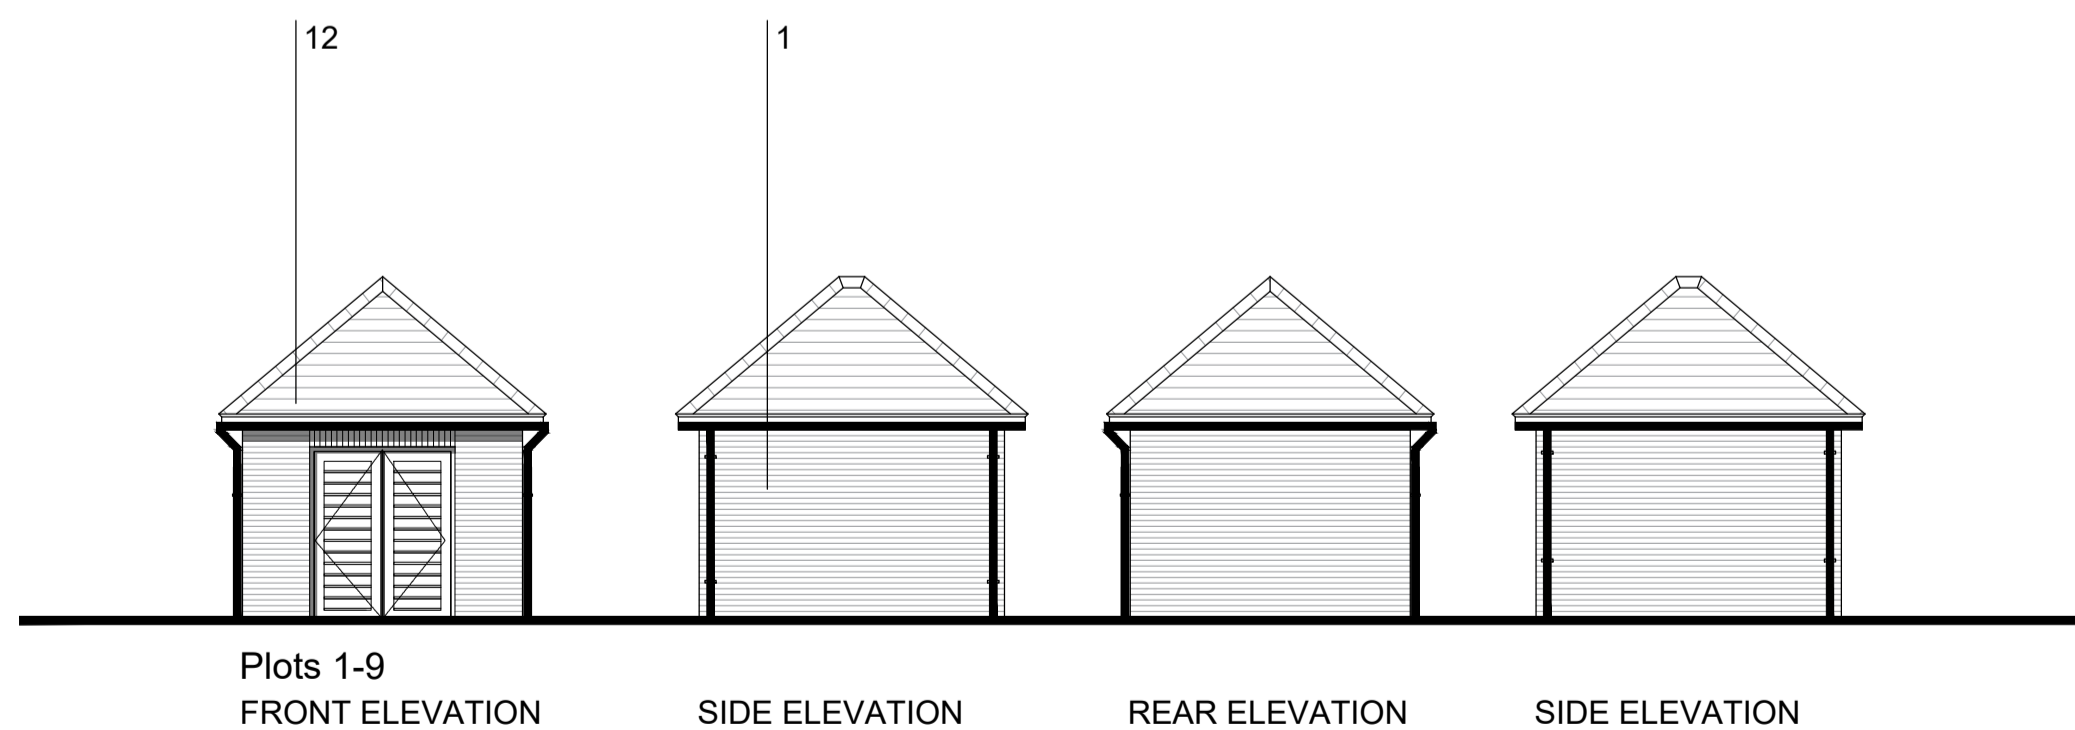 12
1
Plots 1-9
FRONT ELEVATION
SIDE ELEVATION
REAR ELEVATION
SIDE ELEVATION